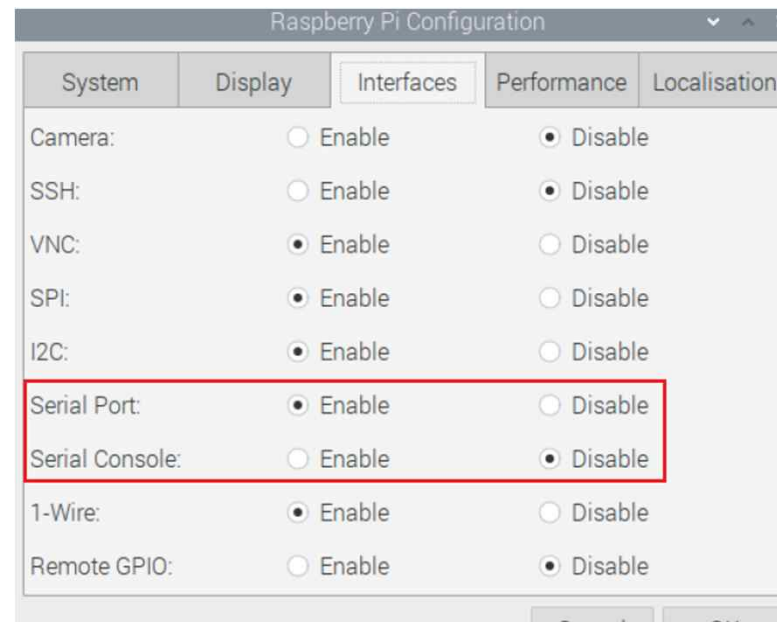 Raspberry Pi Configuration
System Display Interfaces Performance Localisation
Camera: Enable Disable
SSH: Enable Disable
VNC: Enable Disable
SPI: Enable Disable
I2C: Enable Disable
Serial Port: Enable Disable
Serial Console: Enable Disable
1-Wire: Enable Disable
Remote GPIO: Enable Disable